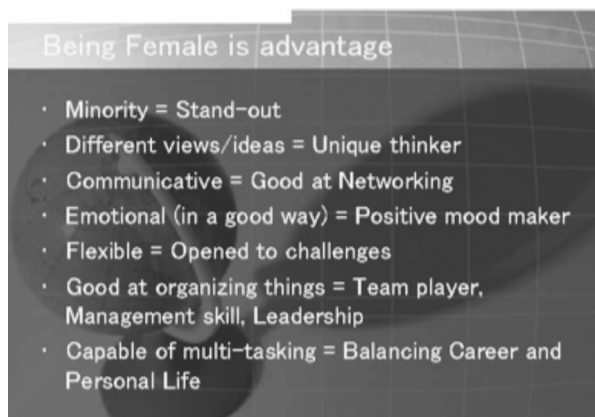 Being Female is advantage
· Minority = Stand-out
· Different views/ideas = Unique thinker
· Communicative = Good at Networking
· Emotional (in a good way) = Positive mood maker
· Flexible = Opened to challenges
· Good at organizing things = Team player,
Management skill, Leadership
· Capable of multi-tasking = Balancing Career and
Personal Life